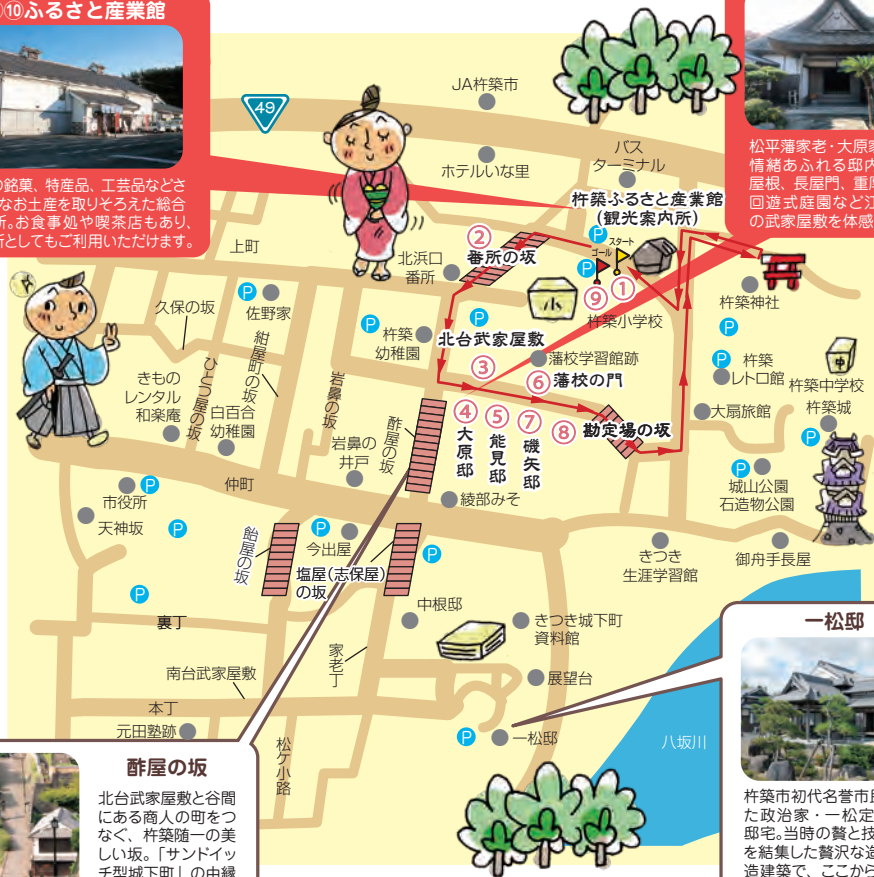 ⑩ふるさと産業館
の銘菓、特産品、工芸品などさ
なお土産を取りそろえた総合
所。お食事処や喫茶店もあり、
所としてもご利用いただけます。
松平藩家老・大原家
情緒あふれる邸内
屋根、長屋門、重厚
回遊式庭園など江
の武家屋敷を体感
49
JA杵築市
ホテルいな里
バス
ターミナル
杵築ふるさと産業館
(観光案内所)
P
スタート
ゴール
P
⑨
①
②
番所の坂
北浜口
番所
上町
P
佐野家
久保の坂
紺屋町の坂
ひとつ屋の坂
きもの
レンタル
和楽庵
白百合
幼稚園
岩鼻の坂
岩鼻の
井戸
酢屋の坂
P
杵築
幼稚園
P
北台武家屋敷
③
小
杵築小学校
藩校学習館跡
⑥
藩校の門
④
大原邸
⑤
能見邸
⑦
磯矢邸
⑧
勘定場の坂
杵築神社
P
P
杵築
レトロ館
中
杵築中学校
大扇旅館
杵築城
P
P
城山公園
石造物公園
仲町
綾部みそ
市役所
P
天神坂
P
飴屋の坂
P
今出屋
塩屋(志保屋)
の坂
P
きつき
生涯学習館
御舟手長屋
P
裏丁
中根邸
きつき城下町
資料館
家老丁
南台武家屋敷
展望台
本丁
元田塾跡
松ケ小路
P
一松邸
八坂川
酢屋の坂
北台武家屋敷と谷間
にある商人の町をつ
なぐ、杵築随一の美
しい坂。「サンドイッ
チ型城下町」の由縁
一松邸
杵築市初代名誉市民
た政治家・一松定
邸宅。当時の贅と技
を結集した贅沢な造
造建築で、ここから